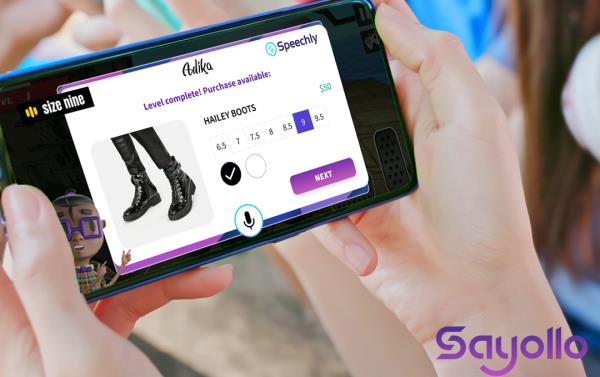 Adika
Speechly
size nine
Level complete! Purchase available:
HAILEY BOOTS
$50
6.5 7 7.5 8 8.5 9 9.5
NEXT
Sayollo